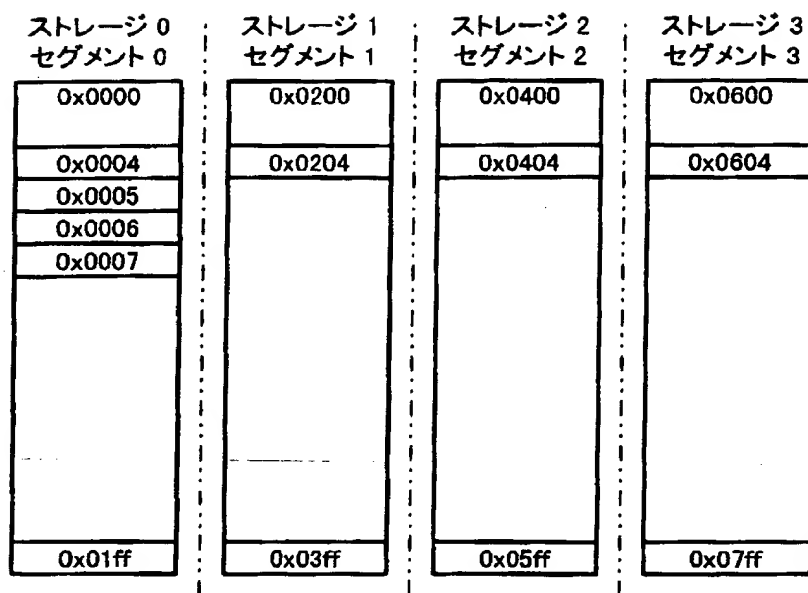 ストレージ 0
セグメント 0
0x0000
0x0004
0x0005
0x0006
0x0007
0x01ff
ストレージ 1
セグメント 1
0x0200
0x0204
0x03ff
ストレージ 2
セグメント 2
0x0400
0x0404
0x05ff
ストレージ 3
セグメント 3
0x0600
0x0604
0x07ff